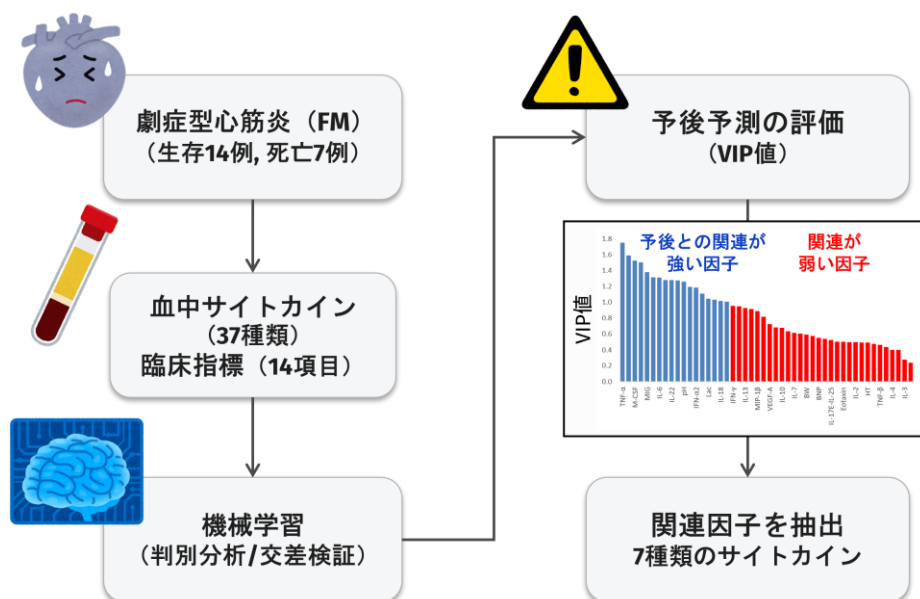 劇症型心筋炎（FM）
（生存14例, 死亡7例）
血中サイトカイン
（37種類）
臨床指標（14項目）
機械学習
（判別分析/交差検証）
予後予測の評価
（VIP値）
予後との関連が
強い因子
関連が
弱い因子
VIP値
1.8
1.6
1.4
1.2
1.0
0.8
0.6
0.4
0.2
0.0
TNF-α
M-CSF
MIG
IL-6
IL-22
pH
IFN-α2
Lac
IL-18
IFN-γ
IL-13
MIP-1β
VEGF-A
IL-10
IL-7
BW
BNP
IL-17E-IL-25
Eotaxin
IL-2
HT
TNF-β
IL-4
IL-3
関連因子を抽出
7種類のサイトカイン